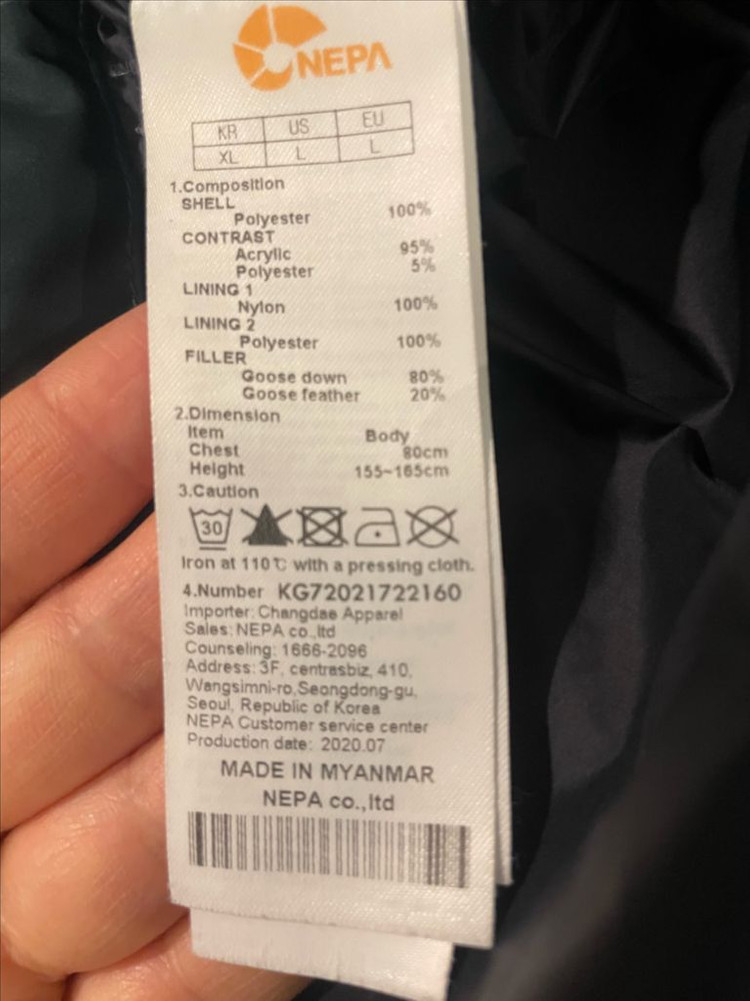 NEPA
KR US EU
XL L L
1.Composition
SHELL
Polyester 100%
CONTRAST
Acrylic 95%
Polyester 5%
LINING 1
Nylon 100%
LINING 2
Polyester 100%
FILLER
Goose down 80%
Goose feather 20%
2.Dimension
Item Body
Chest 80cm
Height 155~165cm
3.Caution
30
Iron at 110℃ with a pressing cloth.
4.Number KG72021722160
Importer: Changdae Apparel
Sales: NEPA co.,ltd
Counseling: 1666-2096
Address: 3F, centrasbiz, 410,
Wangsimni-ro,Seongdong-gu,
Seoul, Republic of Korea
NEPA Customer service center
Production date: 2020.07
MADE IN MYANMAR
NEPA co.,ltd